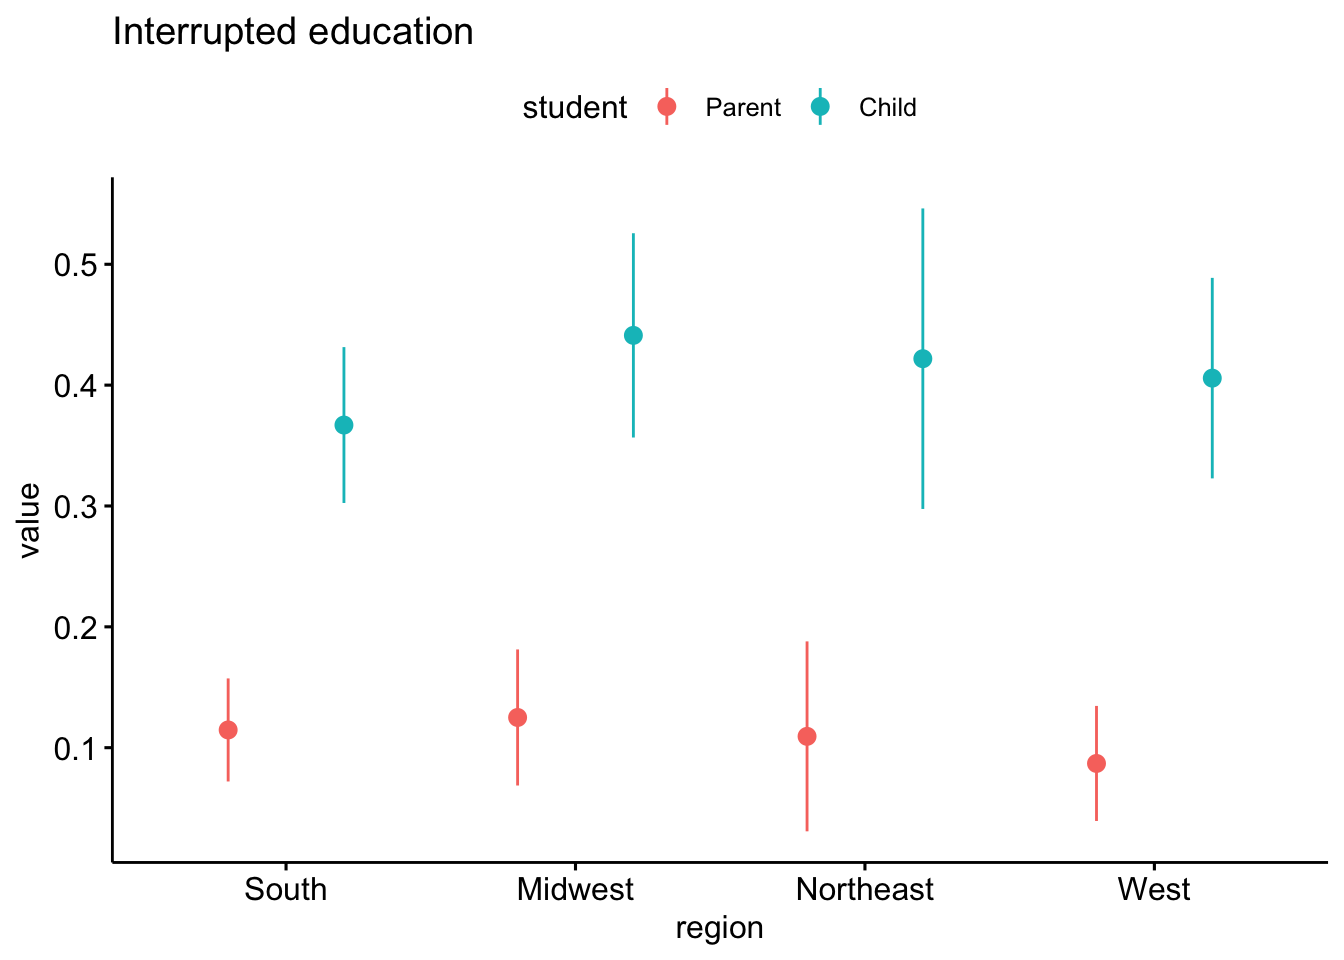 Interrupted education
student Parent Child
0.5
0.4
0.3
0.2
0.1
value
South Midwest Northeast West
region